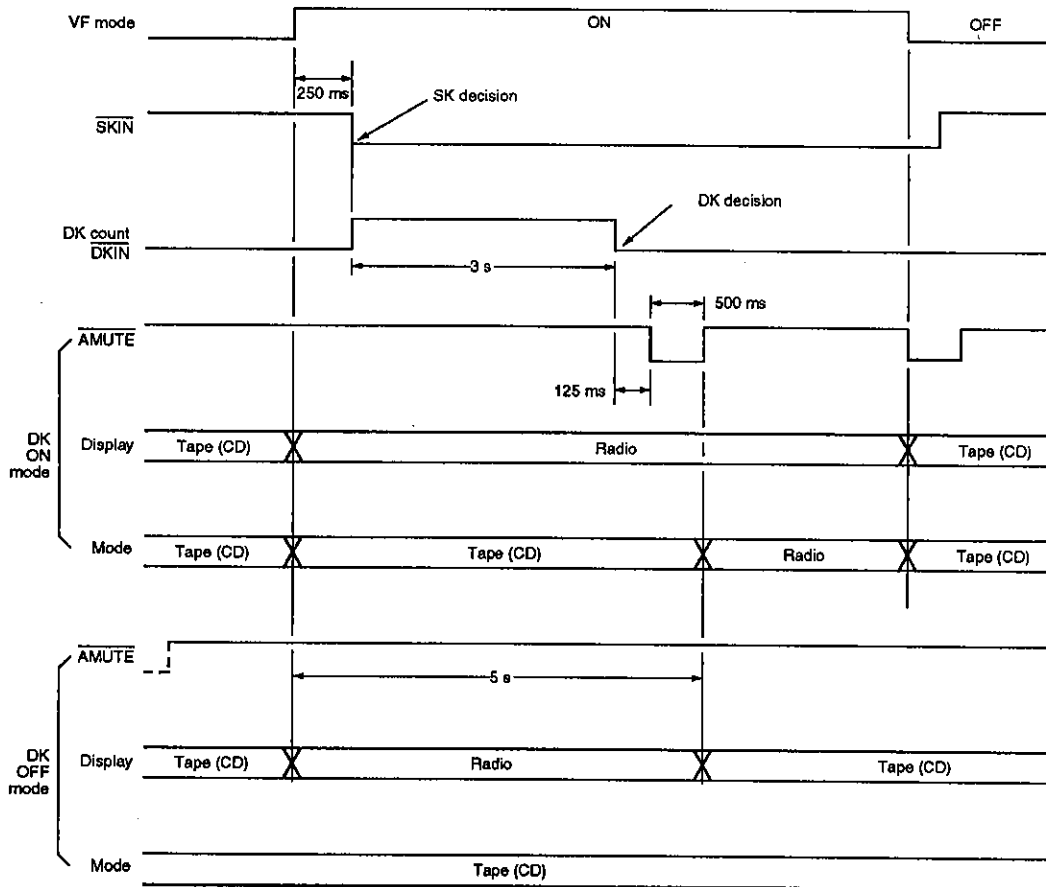 VF mode
ON
OFF
250 ms
SK decision
SKIN
DK decision
DK count
DKIN
3 s
500 ms
AMUTE
125 ms
DK
ON
mode
Display
Tape (CD)
Radio
Tape (CD)
Mode
Tape (CD)
Tape (CD)
Radio
Tape (CD)
AMUTE
5 s
DK
OFF
mode
Display
Tape (CD)
Radio
Tape (CD)
Mode
Tape (CD)